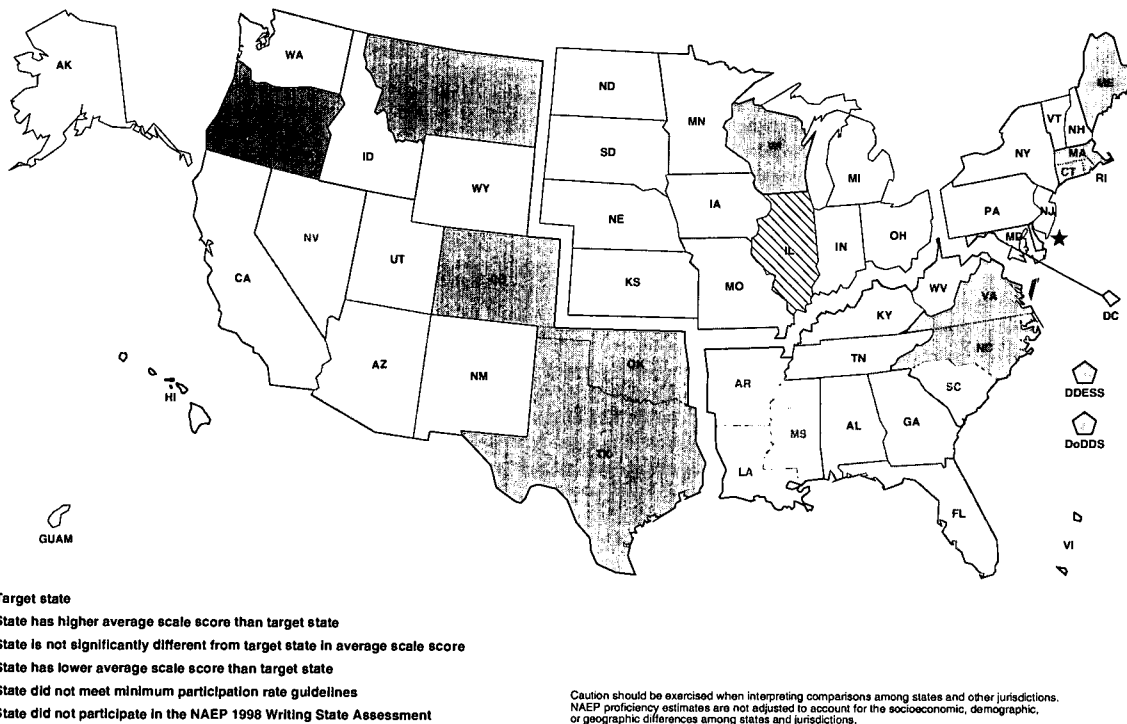 AK
WA
ID
CA
NV
UT
WY
AZ
NM
HI
GUAM
ND
SD
NE
KS
MN
IA
MO
AR
LA
MS
IL
MI
IN
OH
KY
TN
AL
GA
FL
SC
WV
VA
PA
NY
VT
NH
MA
CT
RI
NJ
MD
DC
DDESS
DoDDS
VI
Target state
State has higher average scale score than target state
State is not significantly different from target state in average scale score
State has lower average scale score than target state
State did not meet minimum participation rate guidelines
State did not participate in the NAEP 1998 Writing State Assessment
Caution should be exercised when interpreting comparisons among states and other jurisdictions.
NAEP proficiency estimates are not adjusted to account for the socioeconomic, demographic,
or geographic differences among states and jurisdictions.